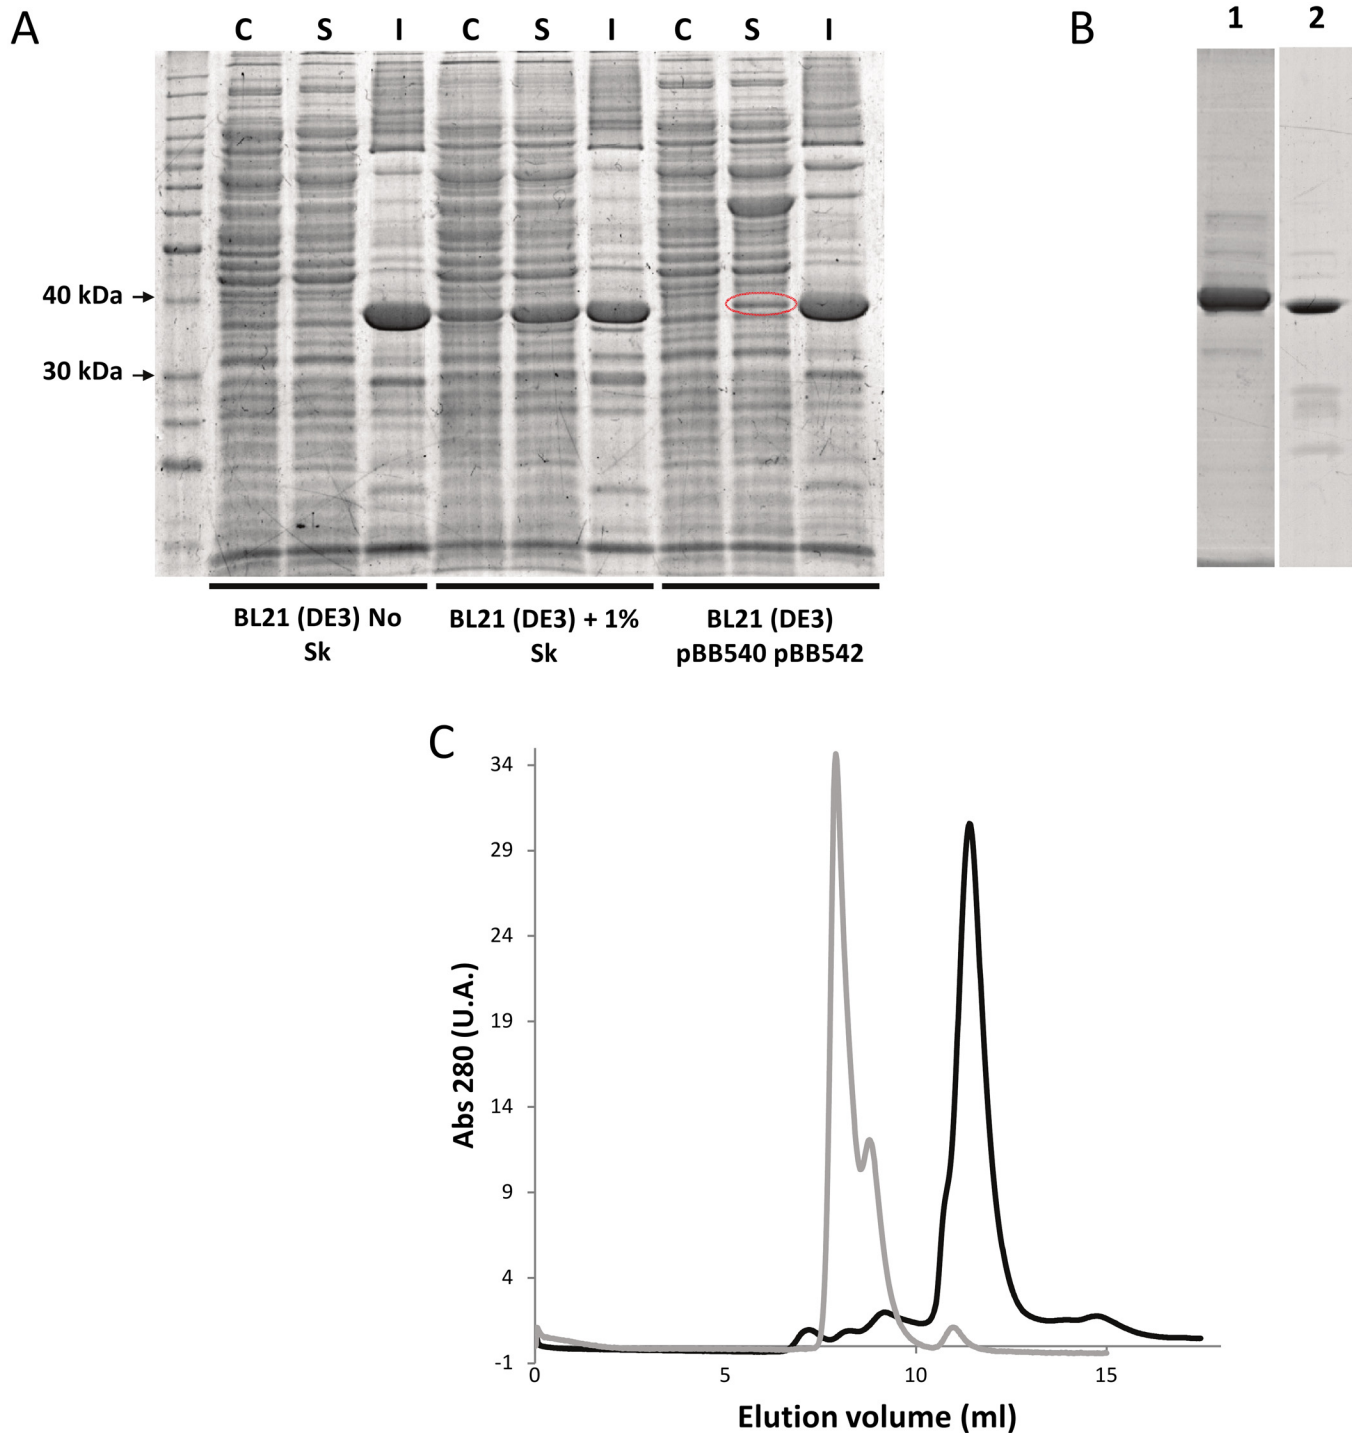 A
C S I C S I C S I
40 kDa
30 kDa
BL21 (DE3) No
Sk
BL21 (DE3) + 1%
Sk
BL21 (DE3)
pBB540 pBB542
B
1 2
C
34
29
24
19
14
9
4
-1
0 5 10 15
Abs 280 (U.A.)
Elution volume (ml)